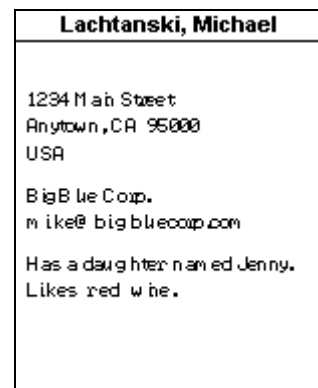 Lachtanski, Michael
1234 Main Street
Anytown, CA 95000
USA
BigBlue Corp.
mike@bigbluecorp.com
Has a daughter named Jenny.
Likes red wine.